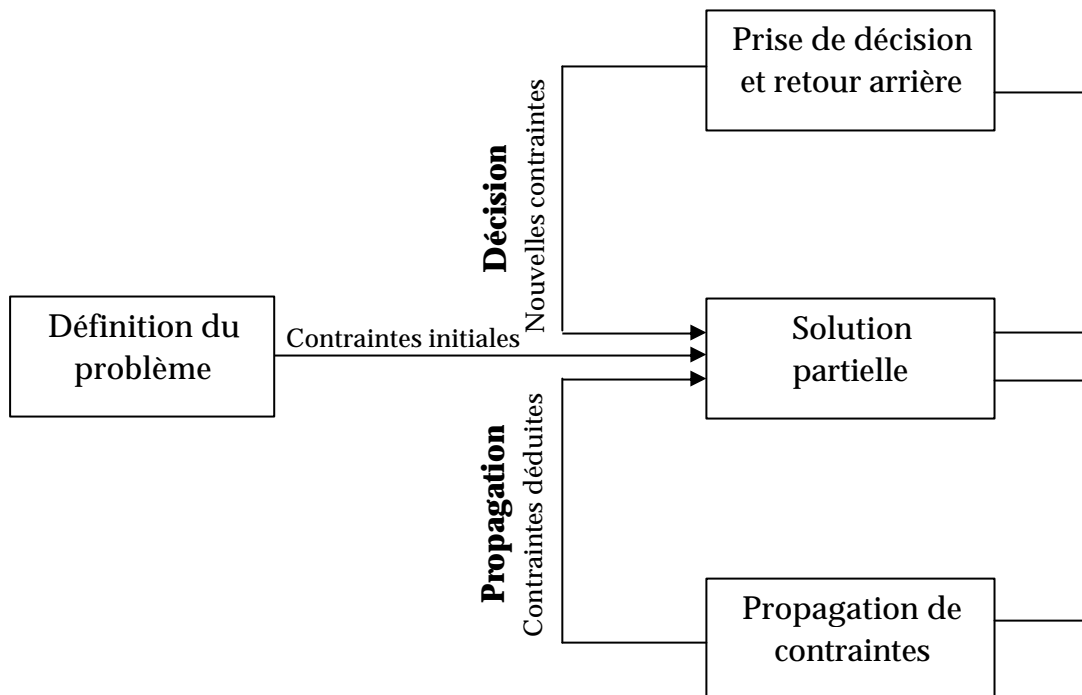 Prise de décision
et retour arrière
Décision
Nouvelles contraintes
Définition du
problème
Contraintes initiales
Solution
partielle
Propagation
Contraintes déduites
Propagation de
contraintes